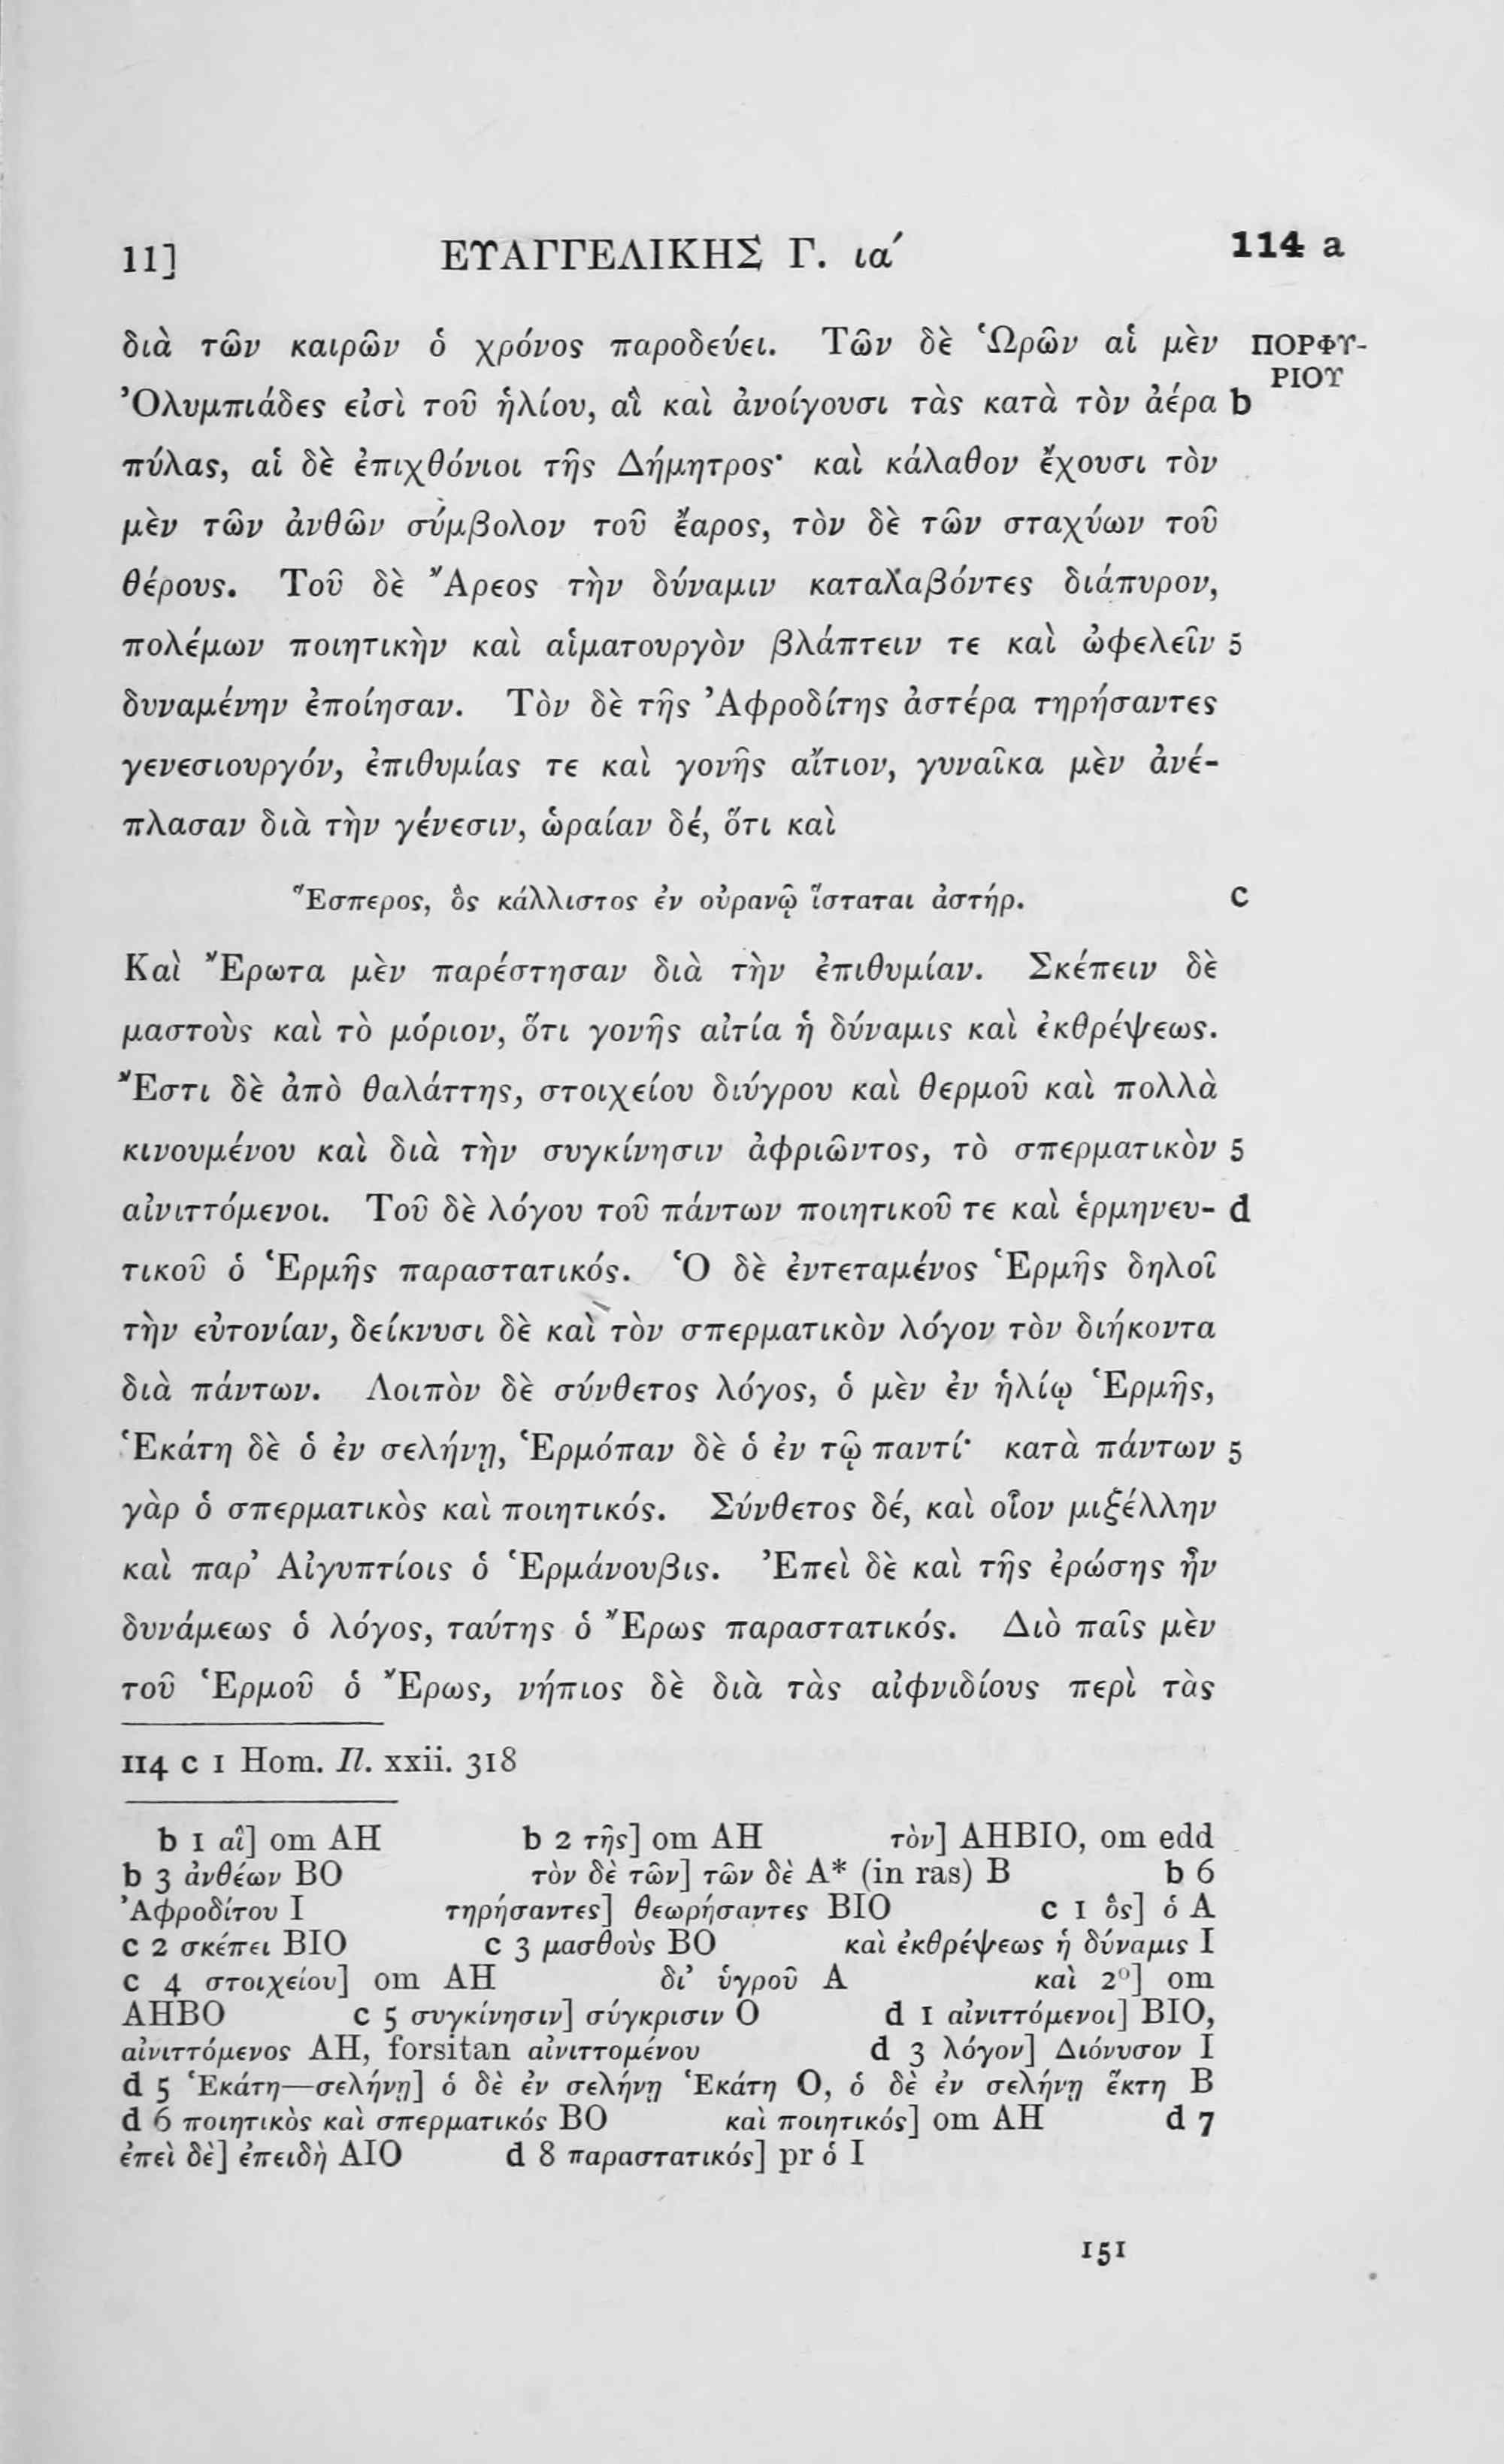 11] ΕΥΑΓΓΕΛΙΚΗΣ Γ. ια´ 114 a
διὰ τῶν καιρῶν ὁ χρόνος παροδεύει. Τῶν δὲ Ὡρῶν αἱ μὲν ΠΟΡΦΥ-
ΡΙΟΥ
Ὀλυμπιάδες εἰσὶ τοῦ ἡλίου, αἳ καὶ ἀνοίγουσι τὰς κατὰ τὸν ἀέρα b
πύλας, αἱ δὲ ἐπιχθόνιοι τῆς Δήμητρος· καὶ κάλαθον ἔχουσι τὸν
μὲν τῶν ἀνθῶν σύμβολον τοῦ ἔαρος, τὸν δὲ τῶν σταχύων τοῦ
θέρους. Τοῦ δὲ Ἄρεος τὴν δύναμιν καταλαβόντες διάπυρον,
πολέμων ποιητικὴν καὶ αἱματουργὸν βλάπτειν τε καὶ ὠφελεῖν 5
δυναμένην ἐποίησαν. Τὸν δὲ τῆς Ἀφροδίτης ἀστέρα τηρήσαντες
γενεσιουργόν, ἐπιθυμίας τε καὶ γονῆς αἴτιον, γυναῖκα μὲν ἀνέ-
πλασαν διὰ τὴν γένεσιν, ὡραίαν δέ, ὅτι καὶ
Ἕσπερος, ὃς κάλλιστος ἐν οὐρανῷ ἵσταται ἀστήρ. c
Καὶ Ἔρωτα μὲν παρέστησαν διὰ τὴν ἐπιθυμίαν. Σκέπειν δὲ
μαστοὺς καὶ τὸ μόριον, ὅτι γονῆς αἰτία ἡ δύναμις καὶ ἐκθρέψεως.
Ἔστι δὲ ἀπὸ θαλάττης, στοιχείου διύγρου καὶ θερμοῦ καὶ πολλὰ
κινουμένου καὶ διὰ τὴν συγκίνησιν ἀφριῶντος, τὸ σπερματικὸν 5
αἰνιττόμενοι. Τοῦ δὲ λόγου τοῦ πάντων ποιητικοῦ τε καὶ ἑρμηνευ- d
τικοῦ ὁ Ἑρμῆς παραστατικός. Ὁ δὲ ἐντεταμένος Ἑρμῆς δηλοῖ
τὴν εὐτονίαν, δείκνυσι δὲ καὶ τὸν σπερματικὸν λόγον τὸν διήκοντα
διὰ πάντων. Λοιπὸν δὲ σύνθετος λόγος, ὁ μὲν ἐν ἡλίῳ Ἑρμῆς,
Ἑκάτη δὲ ὁ ἐν σελήνῃ, Ἑρμόπαν δὲ ὁ ἐν τῷ παντί· κατὰ πάντων 5
γὰρ ὁ σπερματικὸς καὶ ποιητικός. Σύνθετος δέ, καὶ οἷον μιξέλλην
καὶ παρ’ Αἰγυπτίοις ὁ Ἑρμάνουβις. Ἐπεὶ δὲ καὶ τῆς ἐρώσης ἦν
δυνάμεως ὁ λόγος, ταύτης ὁ Ἔρως παραστατικός. Διὸ παῖς μὲν
τοῦ Ἑρμοῦ ὁ Ἔρως, νήπιος δὲ διὰ τὰς αἰφνιδίους περὶ τὰς
114 c 1 Hom. Il. xxii. 318
b 1 αἳ] om AH b 2 τῆς] om AH τὸν] AHBIO, om edd
b 3 ἀνθέων BO τὸν δὲ τῶν] τῶν δὲ A* (in ras) B b 6
Ἀφροδίτου I τηρήσαντες] θεωρήσαντες BIO c 1 ὃς] ὁ A
c 2 σκέπει BIO c 3 μασθοὺς BO καὶ ἐκθρέψεως ἡ δύναμις I
c 4 στοιχείου] om AH δι’ ὑγροῦ A καὶ 2⁰] om
AHBO c 5 συγκίνησιν] σύγκρισιν O d 1 αἰνιττόμενοι] BIO,
αἰνιττόμενος AH, forsitan αἰνιττομένου d 3 λόγον] Διόνυσον I
d 5 Ἑκάτη—σελήνῃ] ὁ δὲ ἐν σελήνῃ Ἑκάτη O, ὁ δὲ ἐν σελήνῃ ἕκτη B
d 6 ποιητικὸς καὶ σπερματικός BO καὶ ποιητικός] om AH d 7
ἐπεὶ δὲ] ἐπειδὴ AIO d 8 παραστατικός] pr ὁ I
151